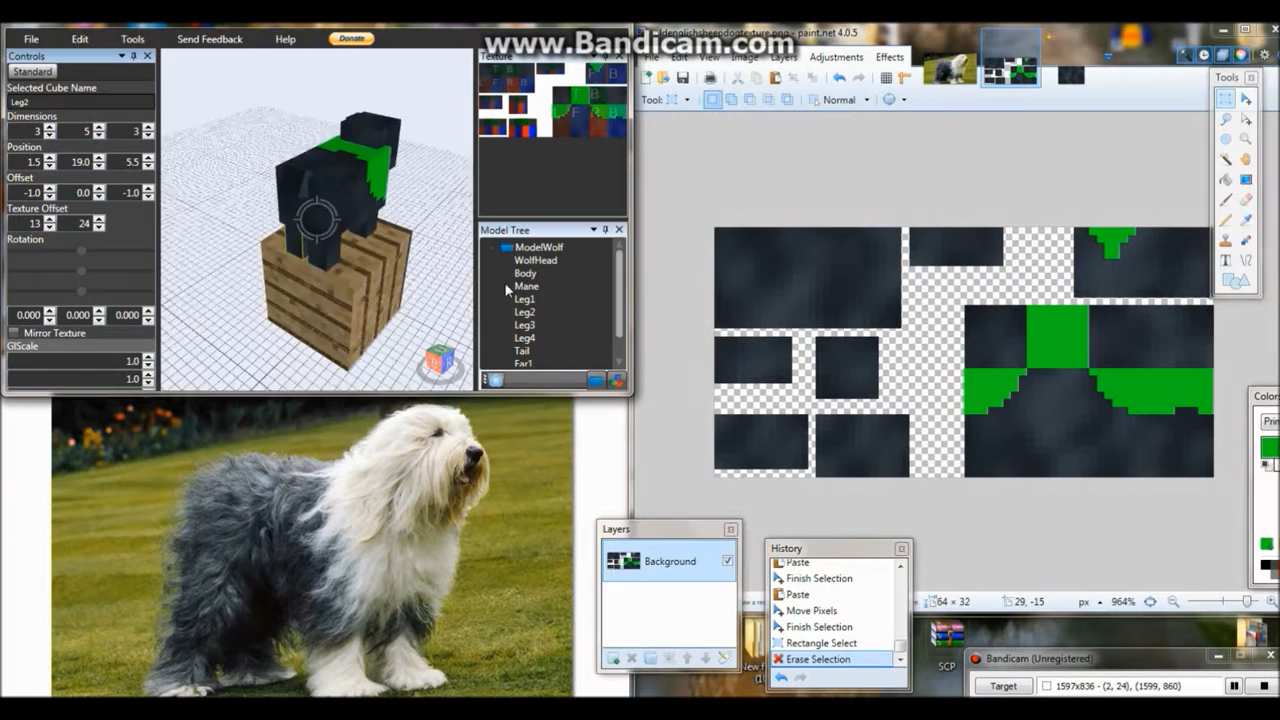 www.Bandicam.com
File Edit Tools Send Feedback Help Donate
Controls
Standard
Selected Cube Name
Leg2
Dimensions
3 5 3
Position
1.5 19.0 5.5
Offset
-1.0 0.0 -1.0
Texture Offset
13 24
Rotation
0.000 0.000 0.000
Mirror Texture
GlScale
1.0
1.0
Texture
Model Tree
ModelWolf
WolfHead
Body
Mane
Leg1
Leg2
Leg3
Leg4
Tail
Ear1
ldenglishsheepdogtexture.png - paint.net 4.0.5
File Edit View Image Layers Adjustments Effects
Tool: Normal
Tools
Colors
Layers
Background
History
Paste
Finish Selection
Paste
Move Pixels
Finish Selection
Rectangle Select
Erase Selection
64 × 32 29, -15 px 964%
New f
SCP
Bandicam (Unregistered)
Target 1597x836 - (2, 24), (1599, 860)